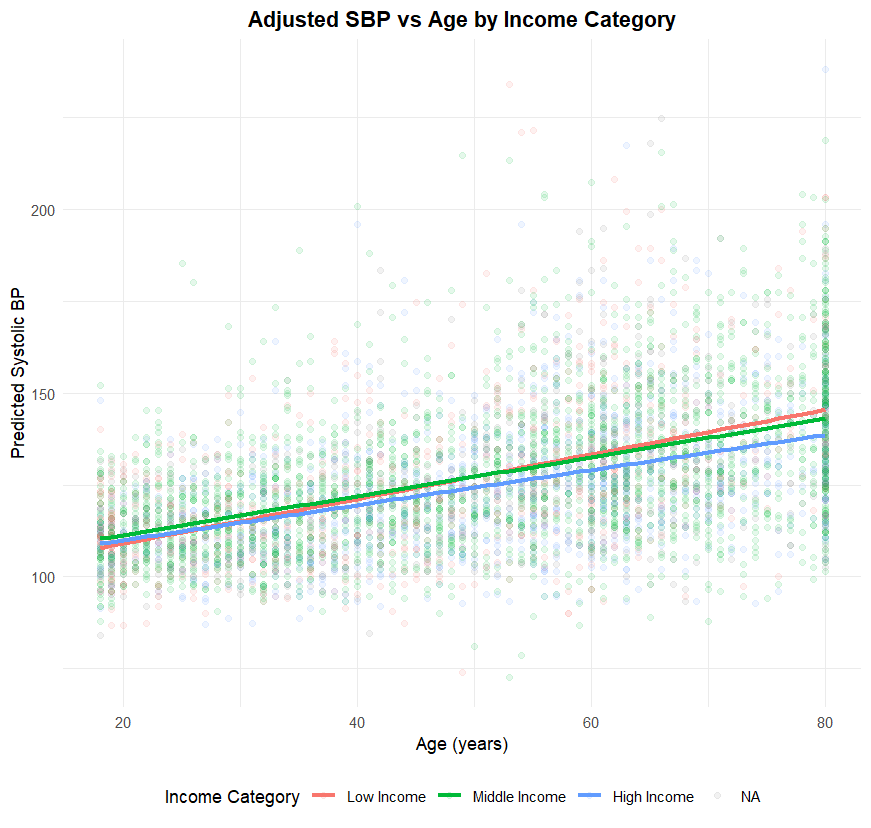 Adjusted SBP vs Age by Income Category
Predicted Systolic BP
200
150
100
20 40 60 80
Age (years)
Income Category Low Income Middle Income High Income NA